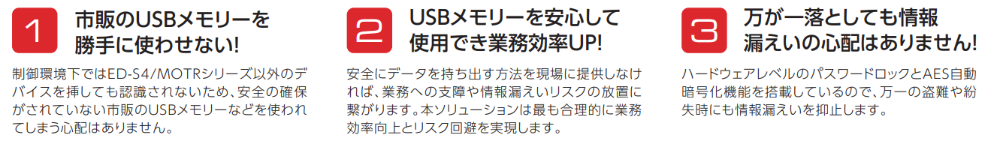 1
市販のUSBメモリーを
勝手に使わせない!
制御環境下ではED-S4/MOTRシリーズ以外のデ
バイスを挿しても認識されないため、安全の確保
がされていない市販のUSBメモリーなどを使われ
てしまう心配はありません。
2
USBメモリーを安心して
使用でき業務効率UP!
安全にデータを持ち出す方法を現場に提供しなけ
れば、業務への支障や情報漏えいリスクの放置に
繋がります。本ソリューションは最も合理的に業務
効率向上とリスク回避を実現します。
3
万が一落としても情報
漏えいの心配はありません!
ハードウェアレベルのパスワードロックとAES自動
暗号化機能を搭載しているので、万一の盗難や紛
失時にも情報漏えいを抑止します。